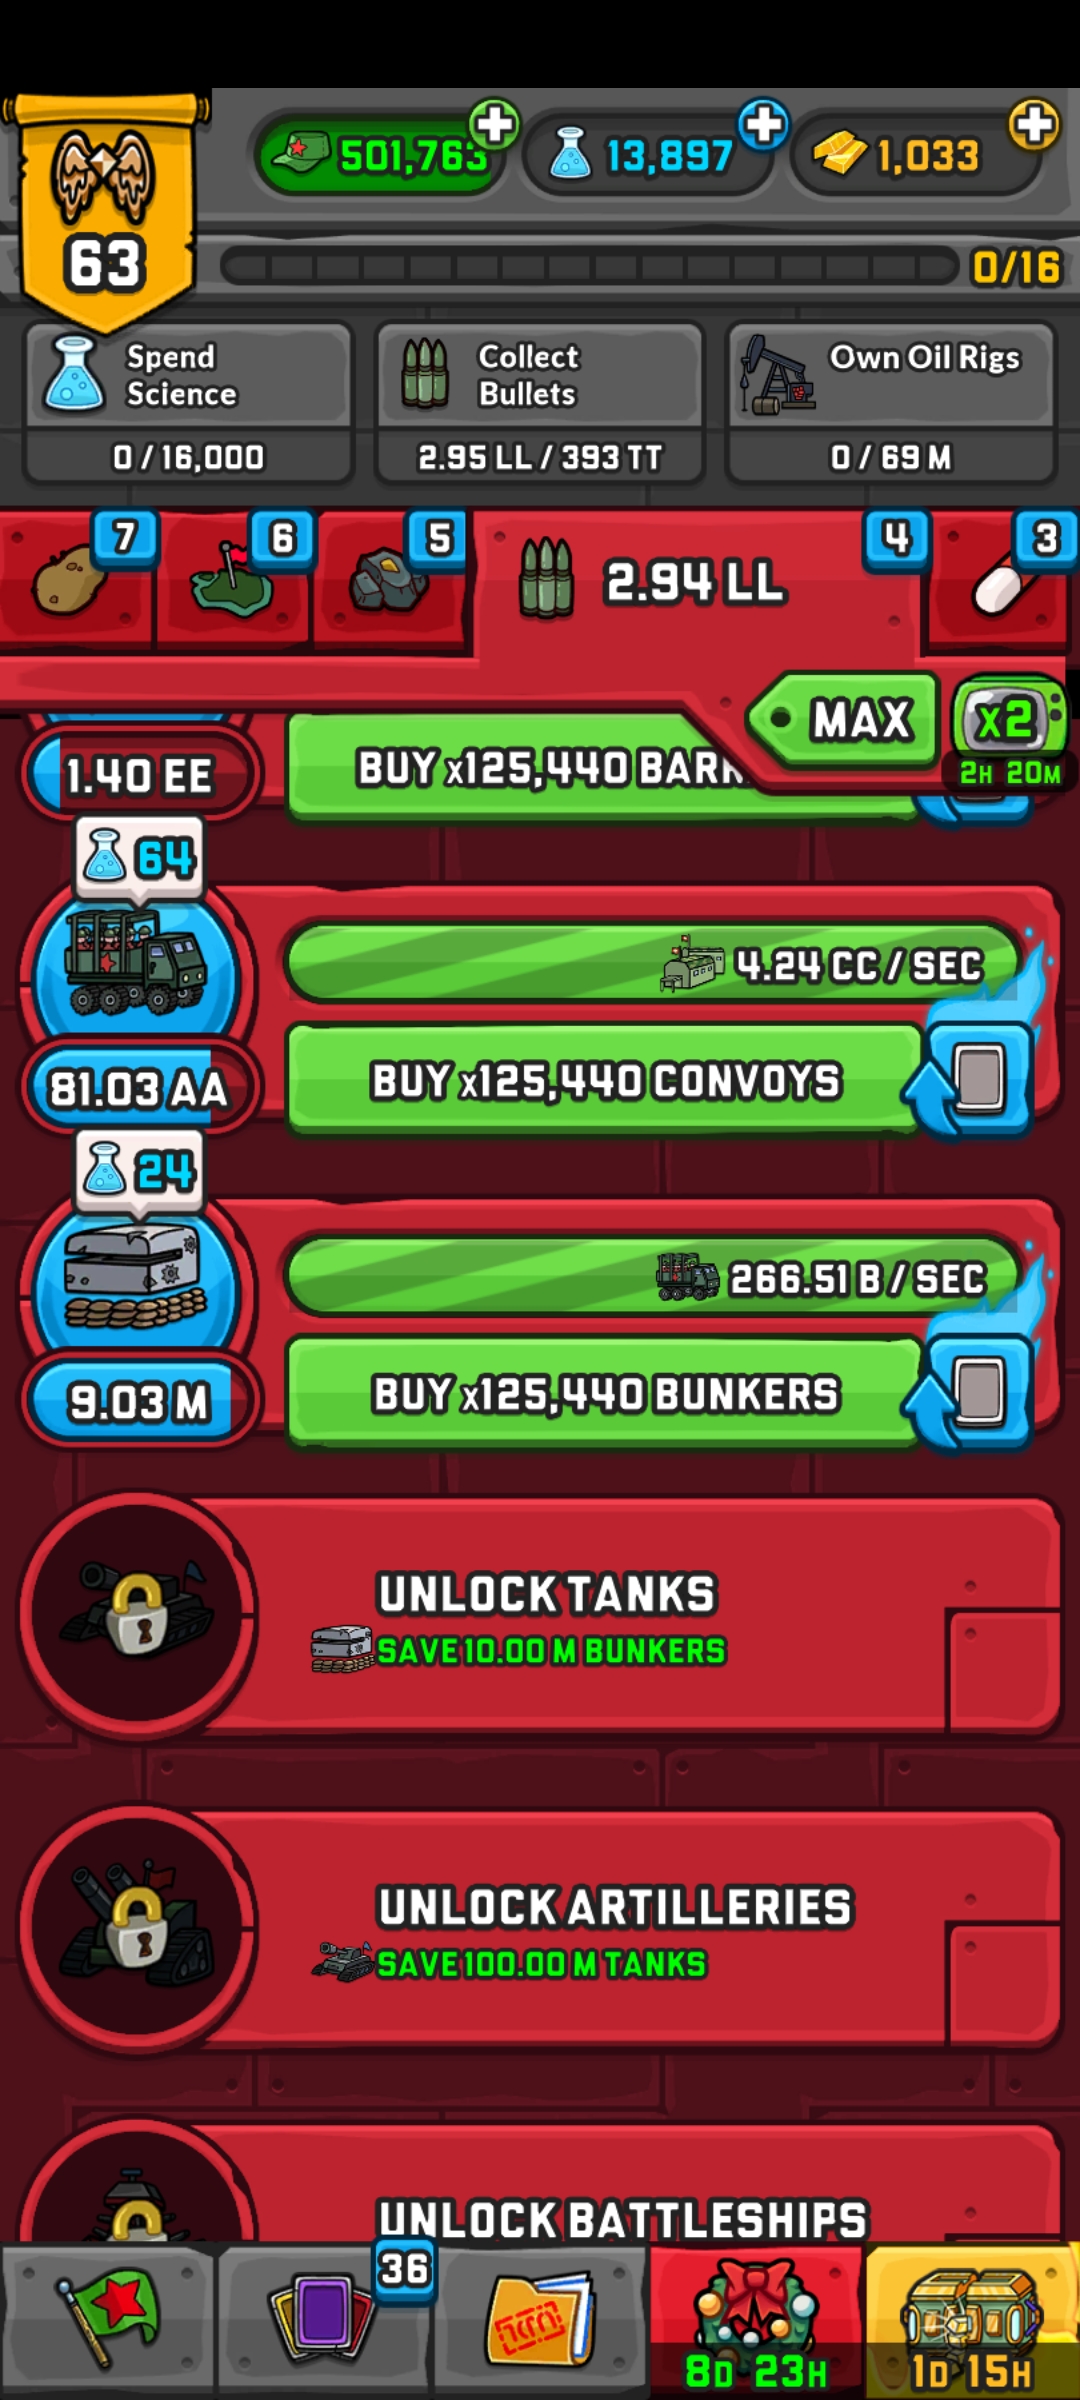 501,763
13,897
1,033
63
0/16
Spend
Science
0/16,000
Collect
Bullets
2.95 LL/393 TT
Own Oil Rigs
0/69 M
7
6
5
2.94 LL
4
3
MAX
x2
2H 20M
1.40 EE
BUY x125,440
64
4.24 CC/SEC
81.03 AA
BUY x125,440 CONVOYS
24
266.51 B/SEC
9.03 M
BUY x125,440 BUNKERS
UNLOCK TANKS
SAVE 10.00 M BUNKERS
UNLOCK ARTILLERIES
SAVE 100.00 M TANKS
UNLOCK BATTLESHIPS
36
8D 23H
1D 15H